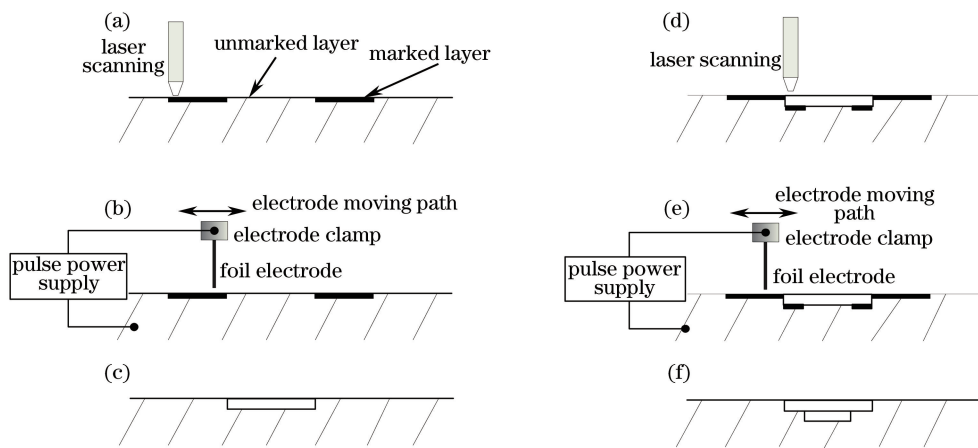 (a)
laser
scanning
unmarked layer
marked layer
(d)
laser scanning
(b)
electrode moving path
electrode clamp
pulse power
supply
foil electrode
(e)
electrode moving
path
electrode clamp
pulse power
supply
foil electrode
(c)
(f)